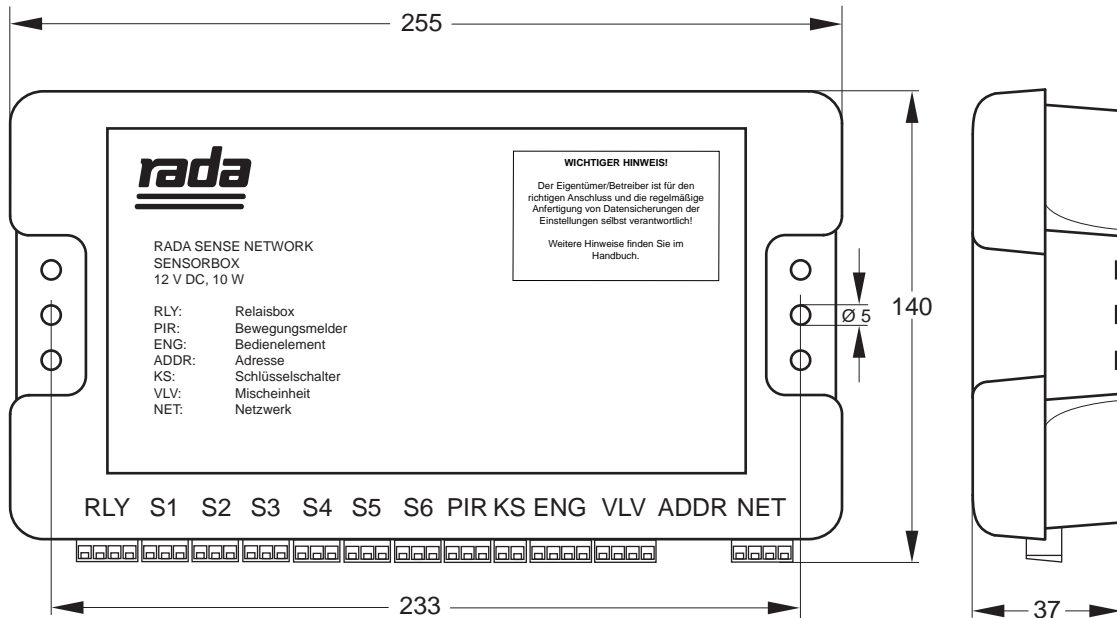 255
rada
WICHTIGER HINWEIS!
Der Eigentümer/Betreiber ist für den
richtigen Anschluss und die regelmäßige
Anfertigung von Datensicherungen der
Einstellungen selbst verantwortlich!
Weitere Hinweise finden Sie im
Handbuch.
RADA SENSE NETWORK
SENSORBOX
12 V DC, 10 W
RLY: Relaisbox
PIR: Bewegungsmelder
ENG: Bedienelement
ADDR: Adresse
KS: Schlüsselschalter
VLV: Mischeinheit
NET: Netzwerk
Ø 5
140
RLY S1 S2 S3 S4 S5 S6 PIR KS ENG VLV ADDR NET
233
37